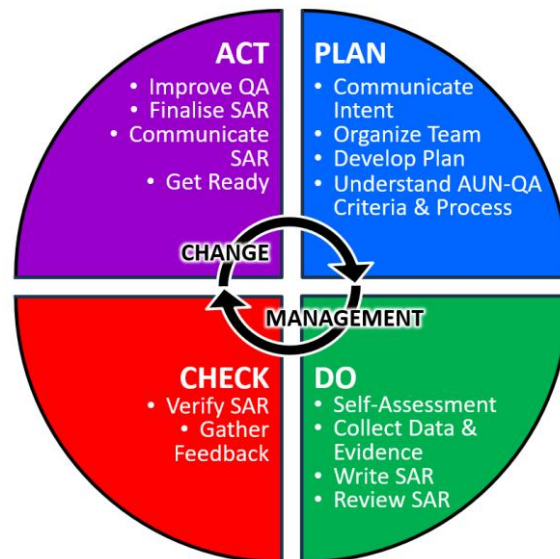 ACT
• Improve QA
• Finalise SAR
• Communicate
SAR
• Get Ready
PLAN
• Communicate
Intent
• Organize Team
• Develop Plan
• Understand AUN-QA
Criteria & Process
CHANGE
MANAGEMENT
CHECK
• Verify SAR
• Gather
Feedback
DO
• Self-Assessment
• Collect Data &
Evidence
• Write SAR
• Review SAR